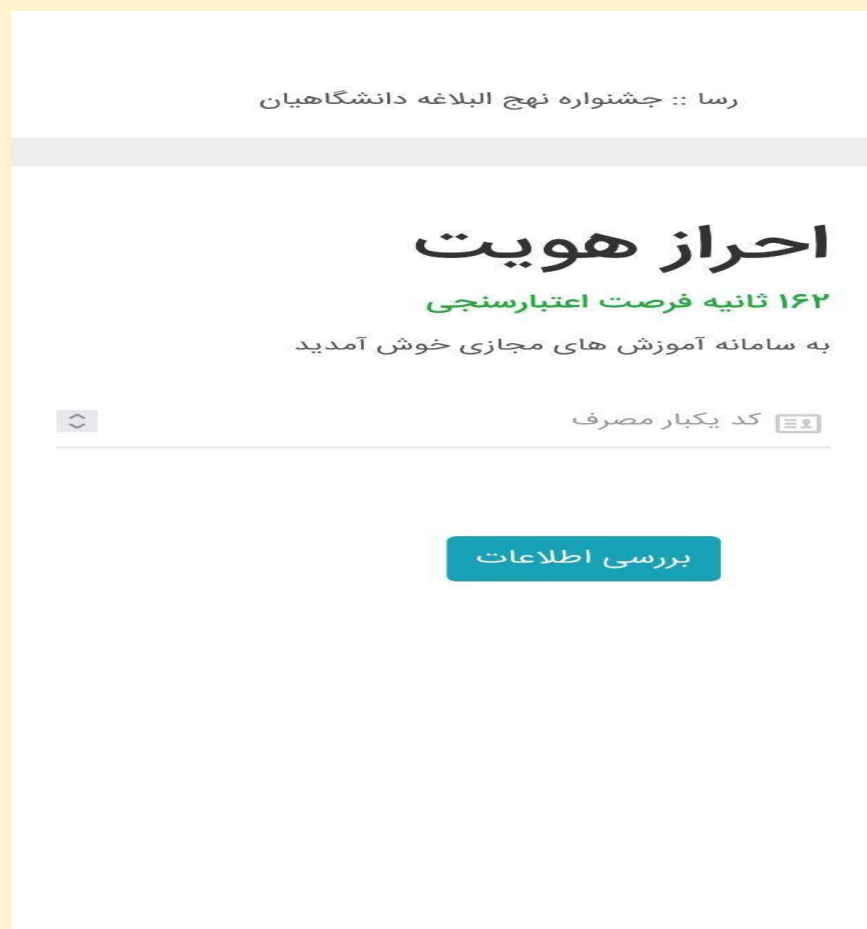 رسا :: جشنواره نهج البلاغه دانشگاهیان
احراز هویت
۱۶۲ ثانیه فرصت اعتبارسنجی
به سامانه آموزش های مجازی خوش آمدید
کد یکبار مصرف
بررسی اطلاعات